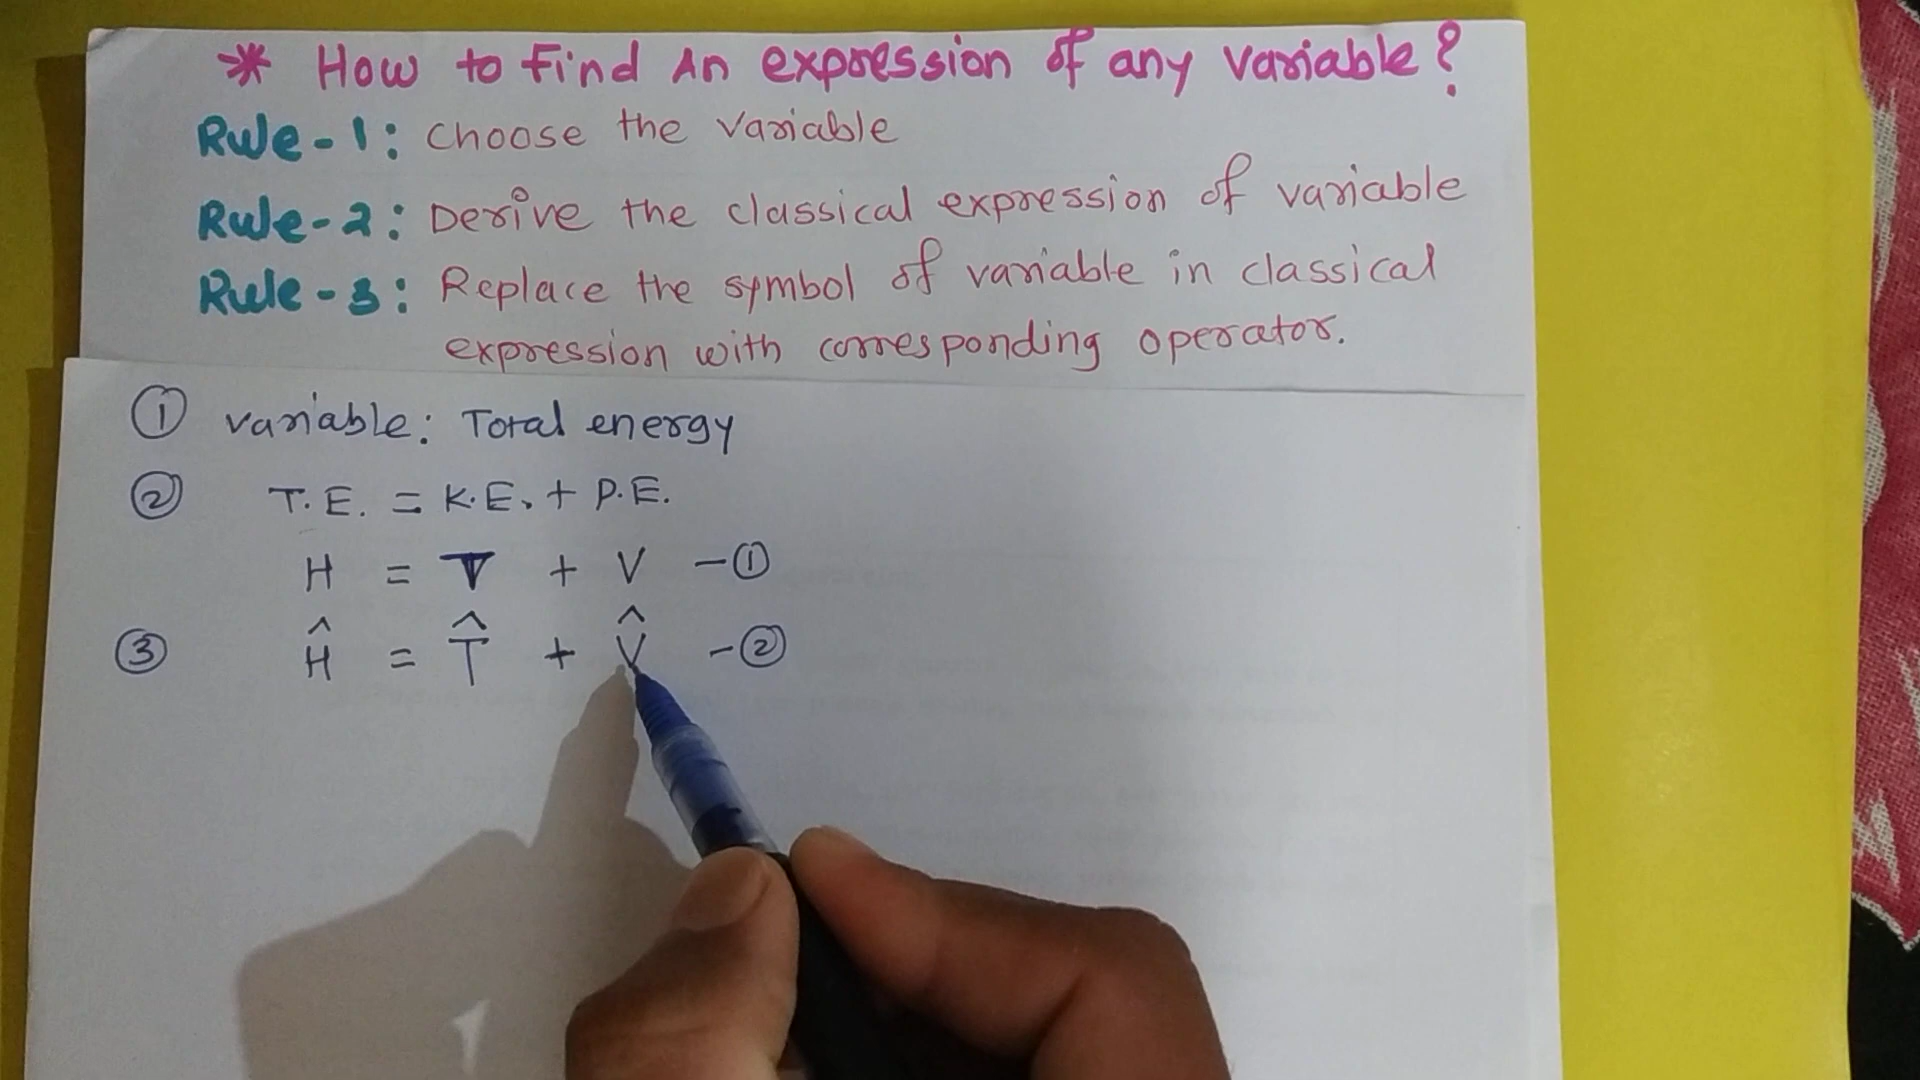 * How to Find An expression of any variable?
Rule-1: Choose the variable
Rule-2: Derive the classical expression of variable
Rule-3: Replace the symbol of variable in classical
expression with corresponding operator.
① variable: Total energy
② T.E. = K.E. + P.E.
H = T + V -①
③ Ĥ = T̂ + V̂ -②